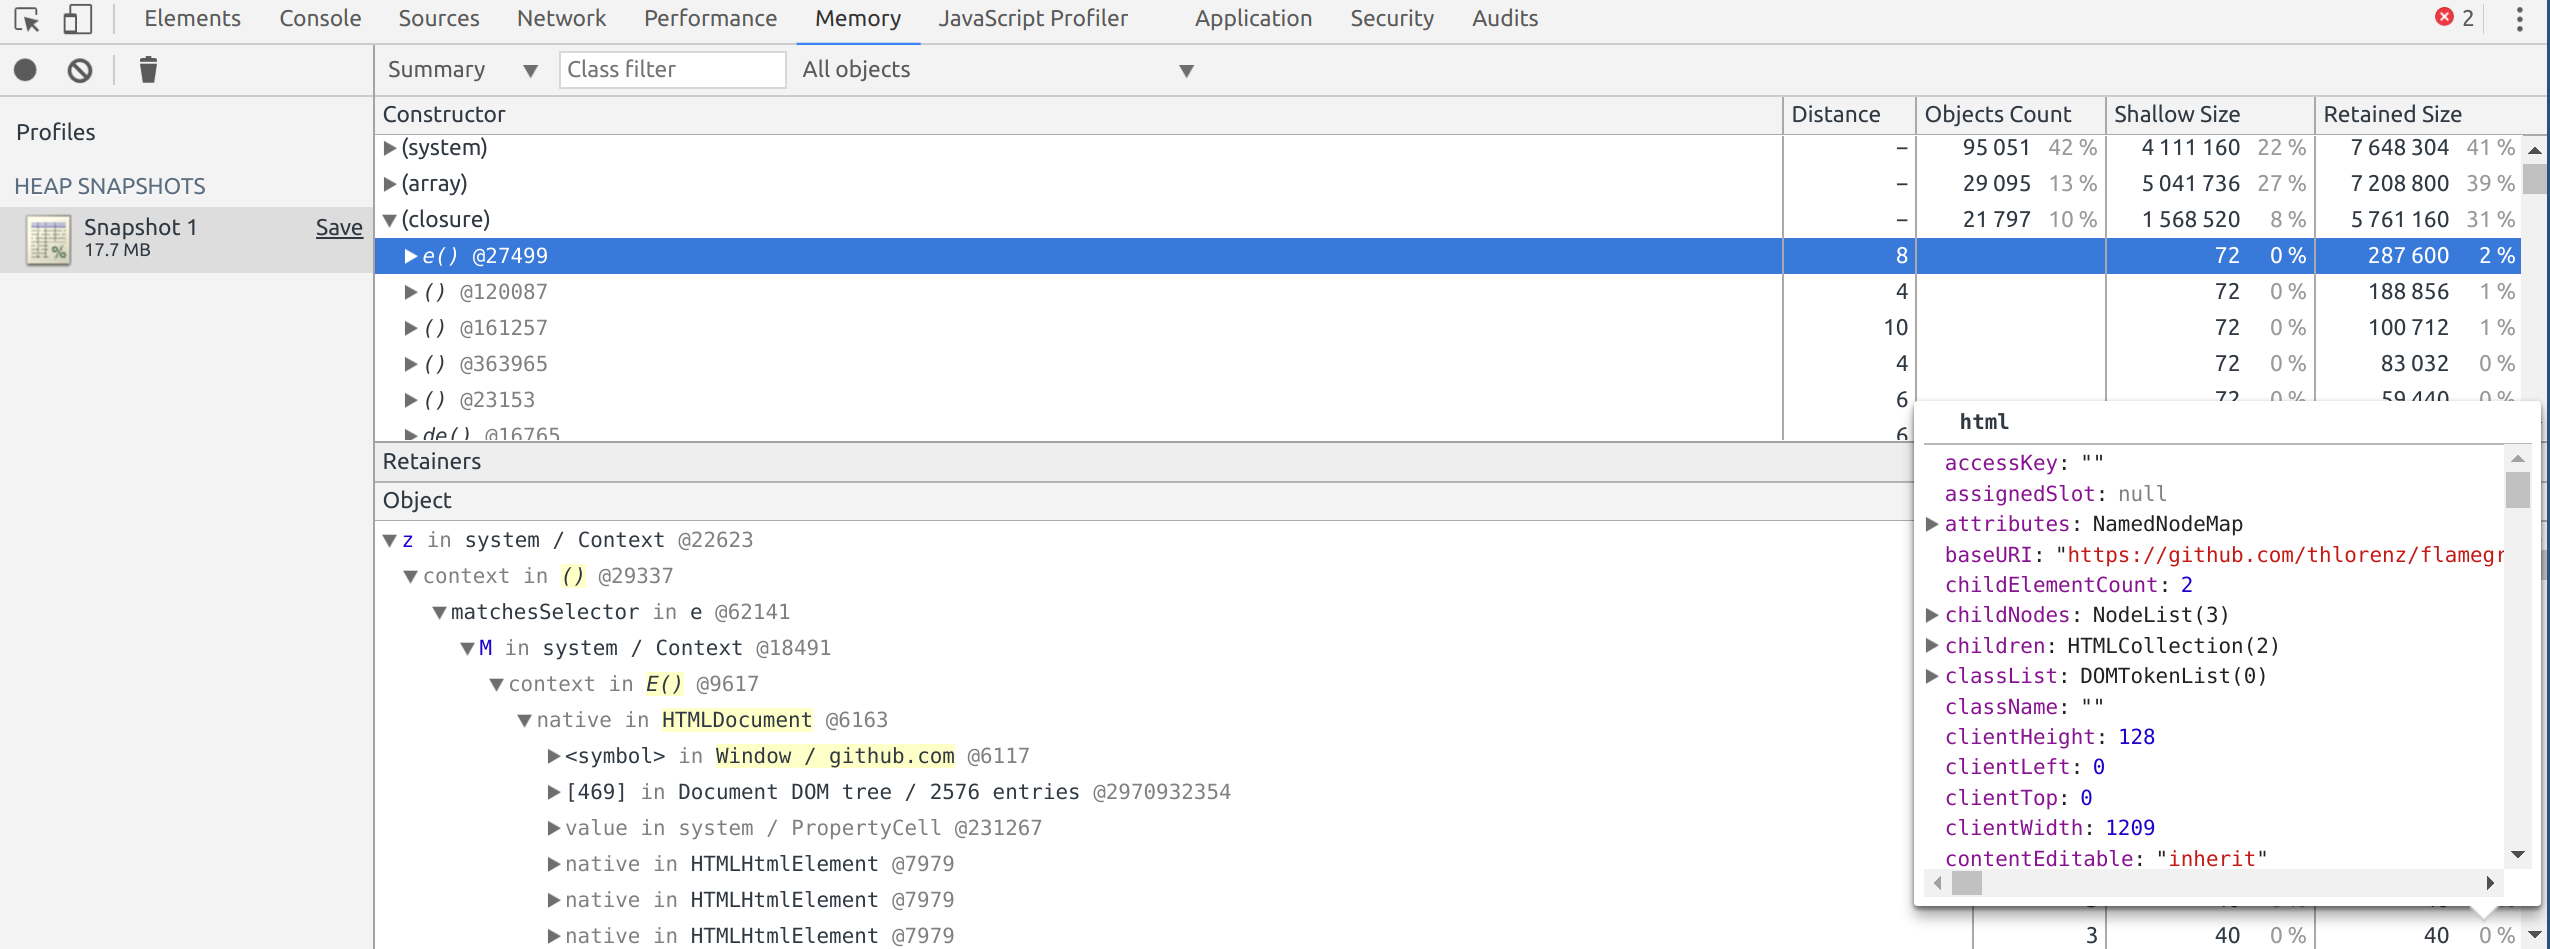 Elements Console Sources Network Performance Memory JavaScript Profiler Application Security Audits 2
Summary ▼ Class filter All objects ▼
Profiles
HEAP SNAPSHOTS
Snapshot 1 Save
17.7 MB
Constructor Distance Objects Count Shallow Size Retained Size
▶(system) – 95 051 42 % 4 111 160 22 % 7 648 304 41 %
▶(array) – 29 095 13 % 5 041 736 27 % 7 208 800 39 %
▼(closure) – 21 797 10 % 1 568 520 8 % 5 761 160 31 %
▶e() @27499 8 72 0 % 287 600 2 %
▶() @120087 4 72 0 % 188 856 1 %
▶() @161257 10 72 0 % 100 712 1 %
▶() @363965 4 72 0 % 83 032 0 %
▶() @23153 6 72 0 % 59 440 0 %
▶de() @16765 6
Retainers
Object
▼z in system / Context @22623
▼context in () @29337
▼matchesSelector in e @62141
▼M in system / Context @18491
▼context in E() @9617
▼native in HTMLDocument @6163
▶<symbol> in Window / github.com @6117
▶[469] in Document DOM tree / 2576 entries @2970932354
▶value in system / PropertyCell @231267
▶native in HTMLHtmlElement @7979
▶native in HTMLHtmlElement @7979
▶native in HTMLHtmlElement @7979 3 40 0 % 40 0 %
html
accessKey: ""
assignedSlot: null
▶attributes: NamedNodeMap
baseURI: "https://github.com/thlorenz/flamegr
childElementCount: 2
▶childNodes: NodeList(3)
▶children: HTMLCollection(2)
▶classList: DOMTokenList(0)
className: ""
clientHeight: 128
clientLeft: 0
clientTop: 0
clientWidth: 1209
contentEditable: "inherit"